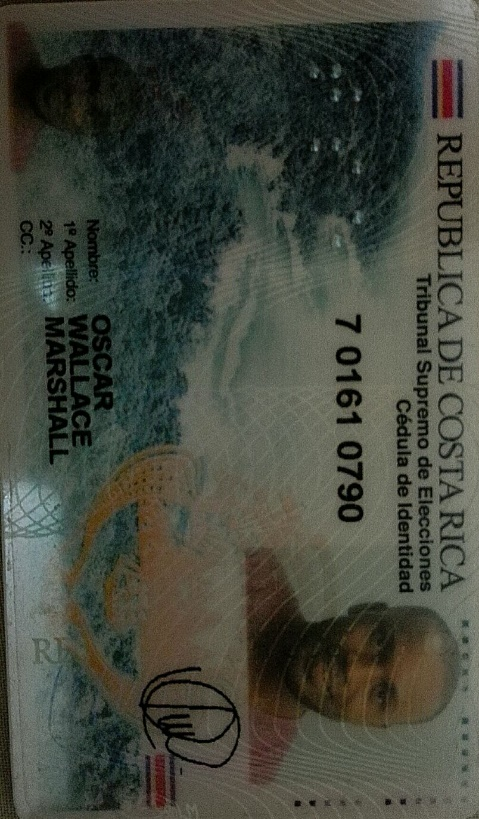 REPUBLICA DE COSTA RICA
Tribunal Supremo de Elecciones
Cédula de Identidad
7 0161 0790
Nombre: OSCAR
1º Apellido: WALLACE
2º Apellido: MARSHALL
CC.: